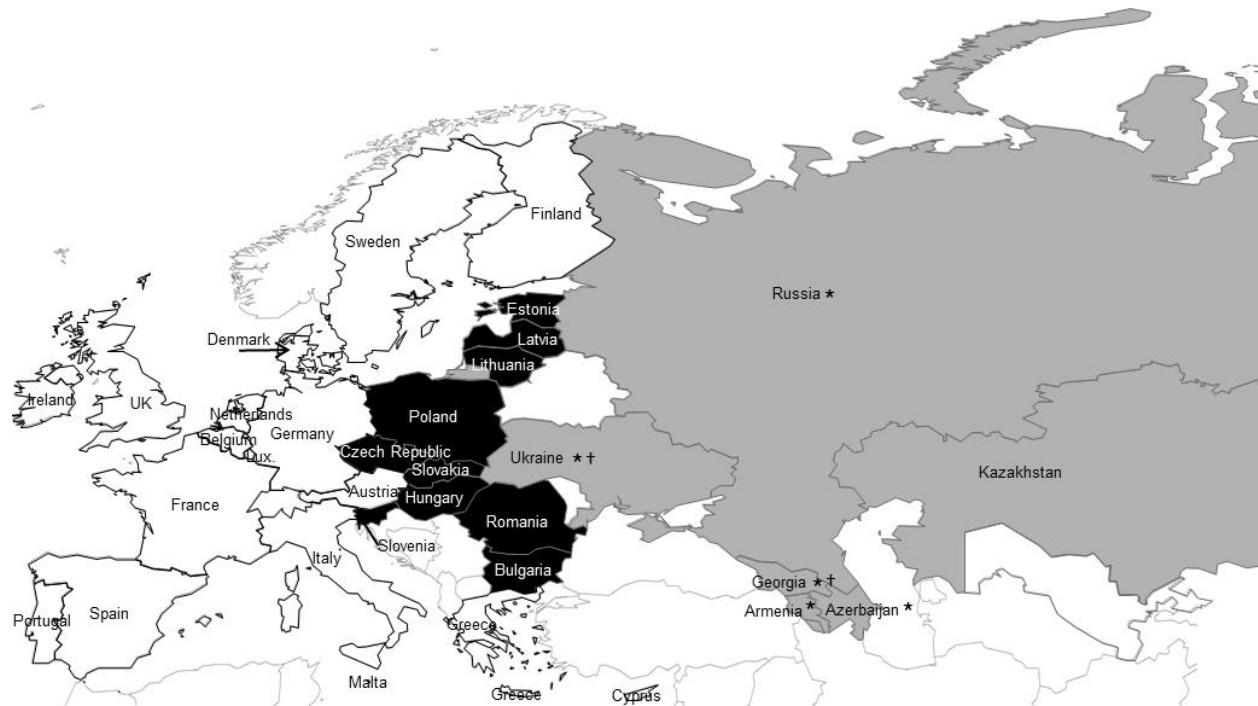 Finland
Sweden
Russia *
Estonia
Denmark
Latvia
Lithuania
Ireland
UK
Netherlands
Poland
Belgium
Germany
Lux.
Czech Republic
Ukraine *†
Slovakia
Kazakhstan
Austria
Hungary
France
Romania
Slovenia
Italy
Bulgaria
Georgia *†
Armenia *
Azerbaijan *
Spain
Portugal
Greece
Malta
Greece
Cyprus